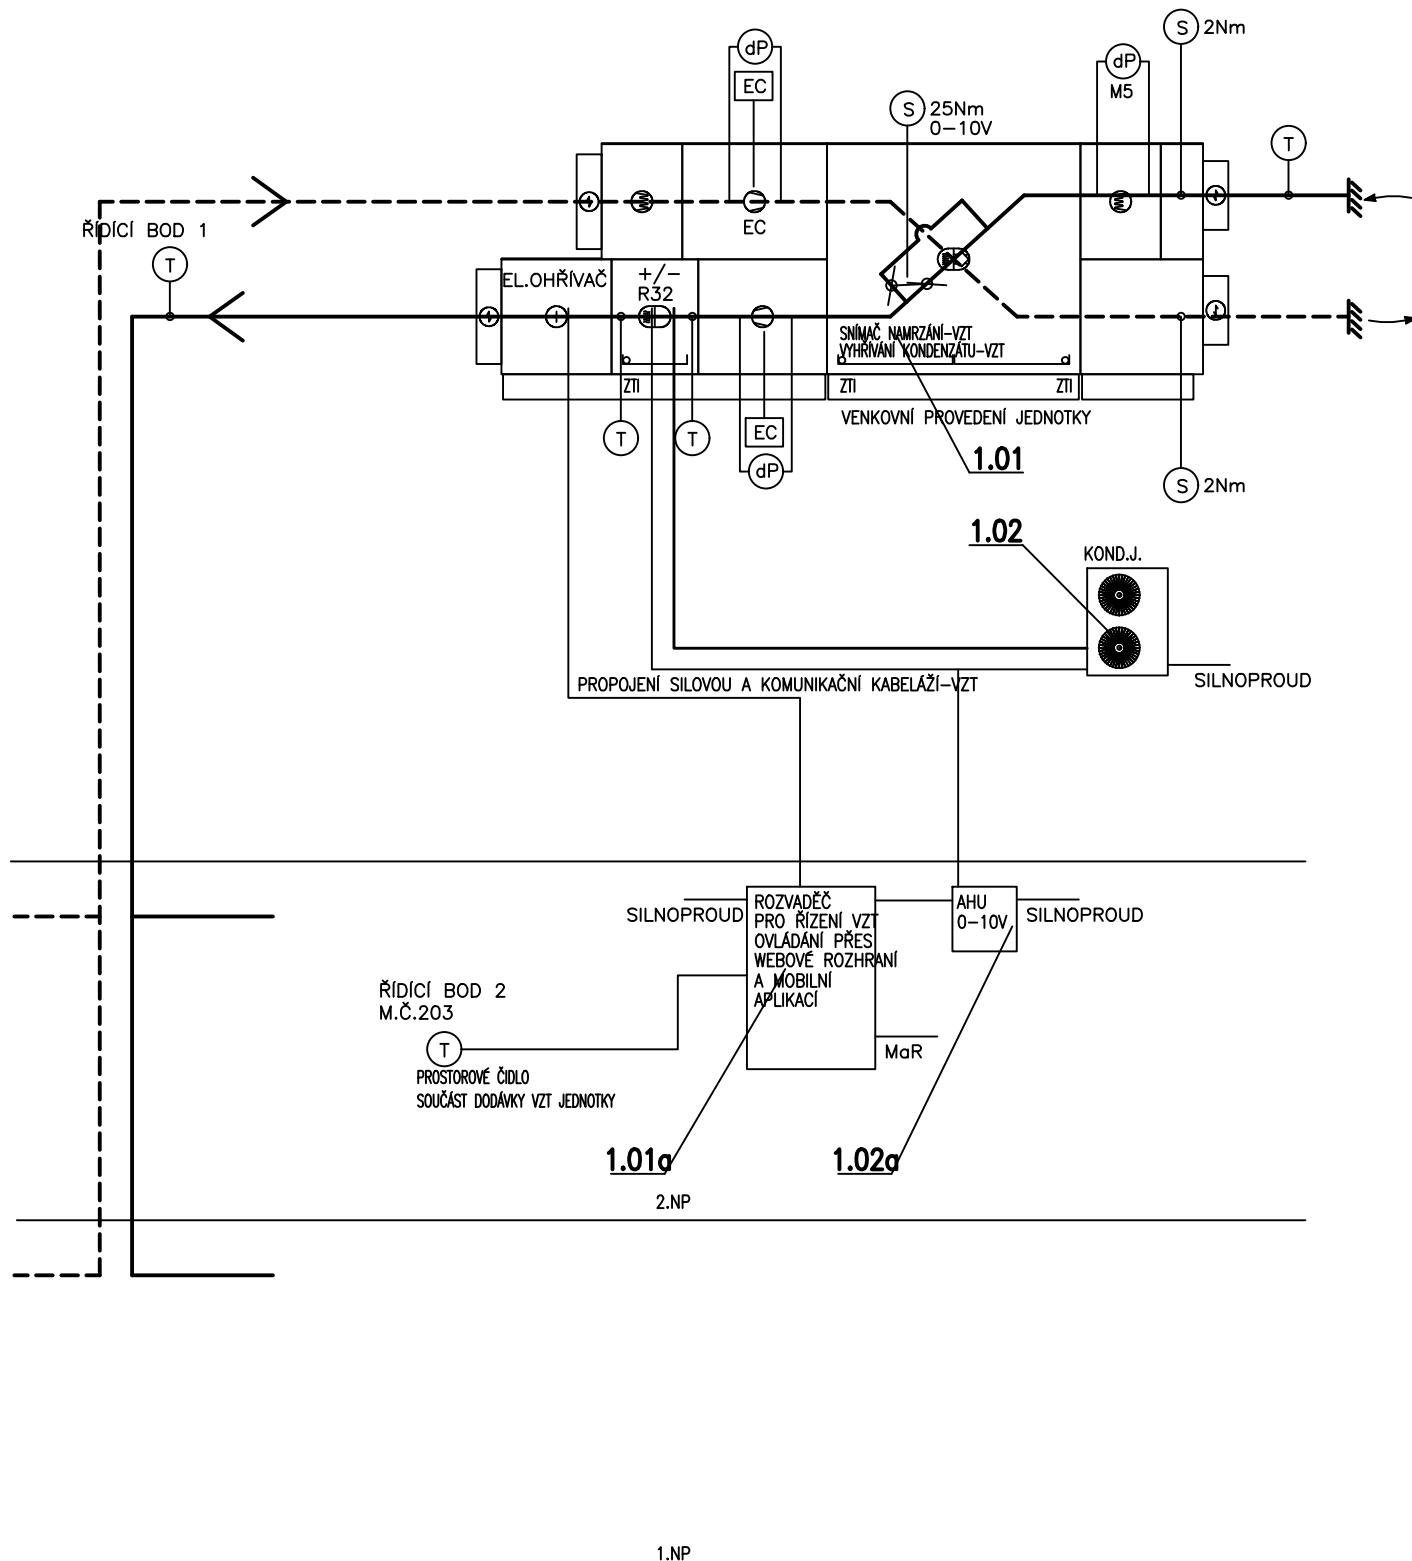 S 2Nm
dP
dP
EC
M5
S 25Nm
0-10V
T
EC
ŘÍDÍCÍ BOD 1
T
EL.OHŘÍVAČ
+/-
R32
SNÍMAČ NAMRZÁNÍ-VZT
VYHŘÍVÁNÍ KONDENZÁTU-VZT
ZTI
ZTI
ZTI
VENKOVNÍ PROVEDENÍ JEDNOTKY
T
T
EC
dP
1.01
S 2Nm
1.02
KOND.J.
SILNOPROUD
PROPOJENÍ SILOVOU A KOMUNIKAČNÍ KABELÁŽÍ-VZT
SILNOPROUD
ROZVADĚČ
PRO ŘÍZENÍ VZT
OVLÁDÁNÍ PŘES
WEBOVÉ ROZHRANÍ
A MOBILNÍ
APLIKACÍ
AHU
0-10V
SILNOPROUD
ŘÍDÍCÍ BOD 2
M.Č.203
T
MaR
PROSTOROVÉ ČIDLO
SOUČÁST DODÁVKY VZT JEDNOTKY
1.01a
1.02a
2.NP
1.NP